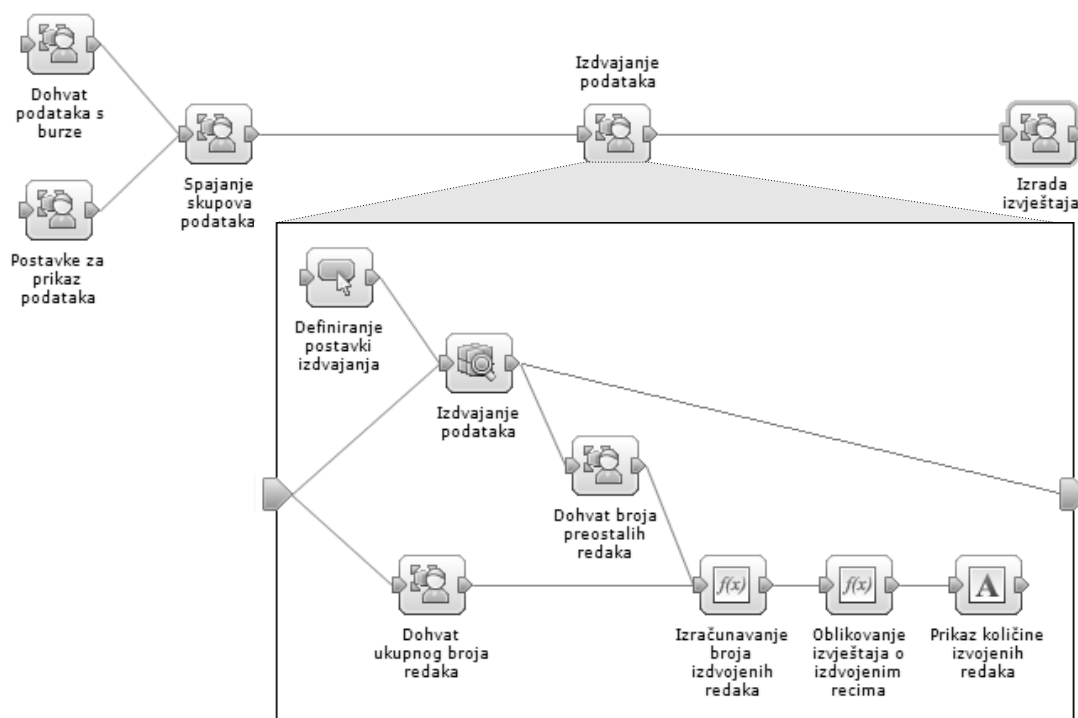 Dohvat
podataka s
burze
Postavke za
prikaz
podataka
Spajanje
skupova
podataka
Izdvajanje
podataka
Izrada
izvještaja
Definiranje
postavki
izdvajanja
Izdvajanje
podataka
Dohvat broja
preostalih
redaka
Dohvat
ukupnog broja
redaka
f(x)
Izračunavanje
broja
izdvojenih
redaka
f(x)
Oblikovanje
izvještaja o
izdvojenim
recima
A
Prikaz količine
izvojenih
redaka